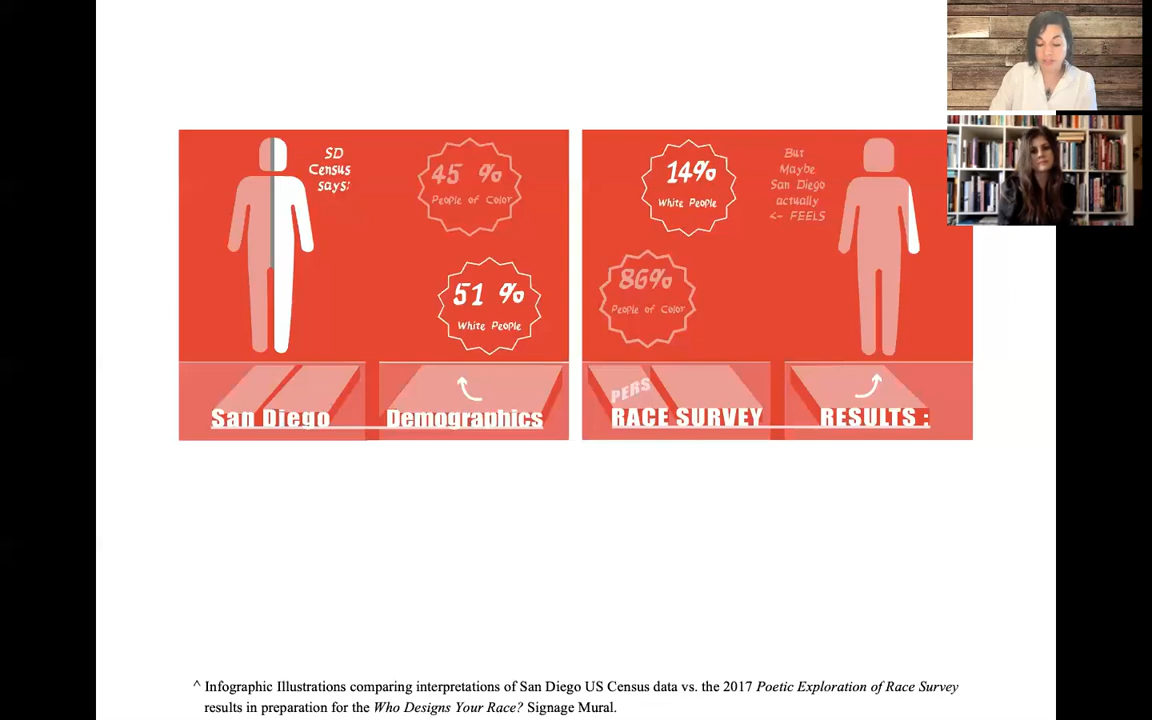 SD
Census
says:
45 %
People of Color
51 %
White People
San Diego Demographics
14%
White People
But
Maybe
San Diego
actually
<- FEELS
86%
People of Color
PERS
RACE SURVEY RESULTS :
^ Infographic Illustrations comparing interpretations of San Diego US Census data vs. the 2017 Poetic Exploration of Race Survey
results in preparation for the Who Designs Your Race? Signage Mural.